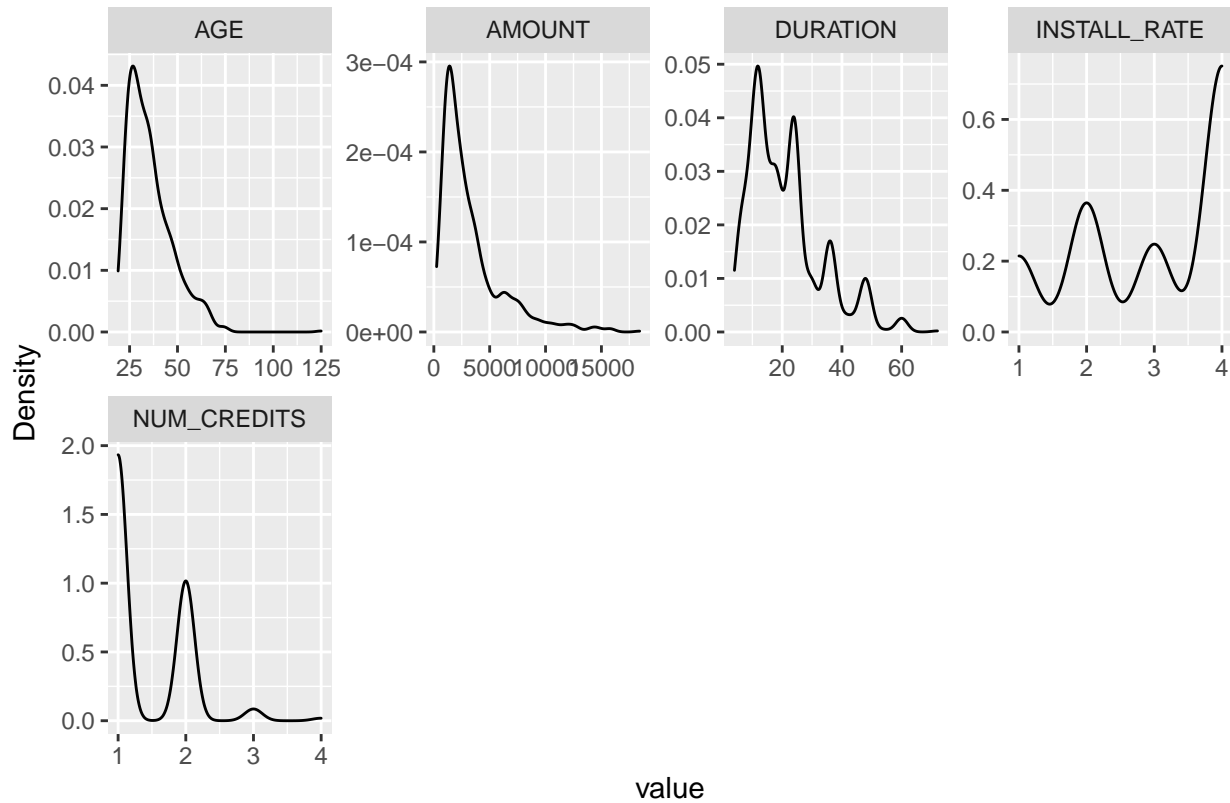 AGE
AMOUNT
DURATION
INSTALL_RATE
0.04
0.03
0.02
0.01
0.00
25 50 75 100 125
3e−04
2e−04
1e−04
0e+00
0 5000 10000 15000
0.05
0.04
0.03
0.02
0.01
0.00
20 40 60
0.6
0.4
0.2
0.0
1 2 3 4
Density
NUM_CREDITS
2.0
1.5
1.0
0.5
0.0
1 2 3 4
value